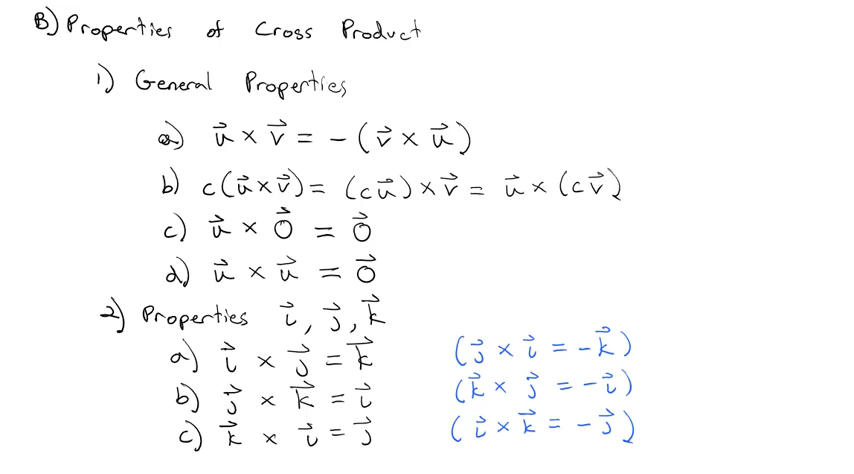 B) Properties of Cross Product
1) General Properties
a) u⃗ × v⃗ = - (v⃗ × u⃗)
b) c(u⃗ × v⃗) = (cu⃗) × v⃗ = u⃗ × (cv⃗)
c) u⃗ × 0⃗ = 0⃗
d) u⃗ × u⃗ = 0⃗
2) Properties i⃗, j⃗, k⃗
a) i⃗ × j⃗ = k⃗ (j⃗ × i⃗ = -k⃗)
b) j⃗ × k⃗ = i⃗ (k⃗ × j⃗ = -i⃗)
c) k⃗ × i⃗ = j⃗ (i⃗ × k⃗ = -j⃗)